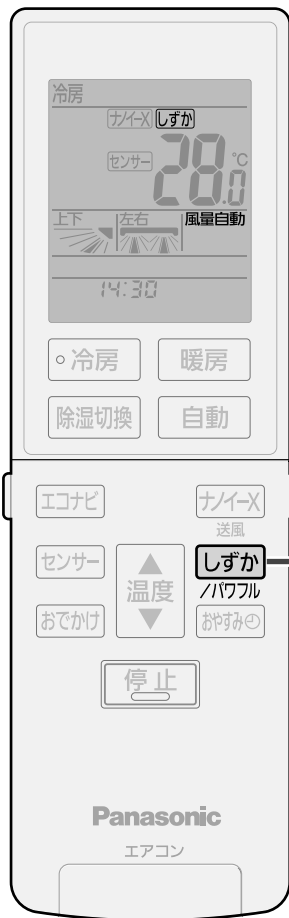 冷房
ナノイーX しずか
センサー 28.0℃
上下 左右 風量自動
14:30
冷房 暖房
除湿切換 自動
エコナビ ナノイーX
送風
センサー ▲ しずか
温度 /パワフル
おでかけ ▼ おやすみ
停止
Panasonic
エアコン